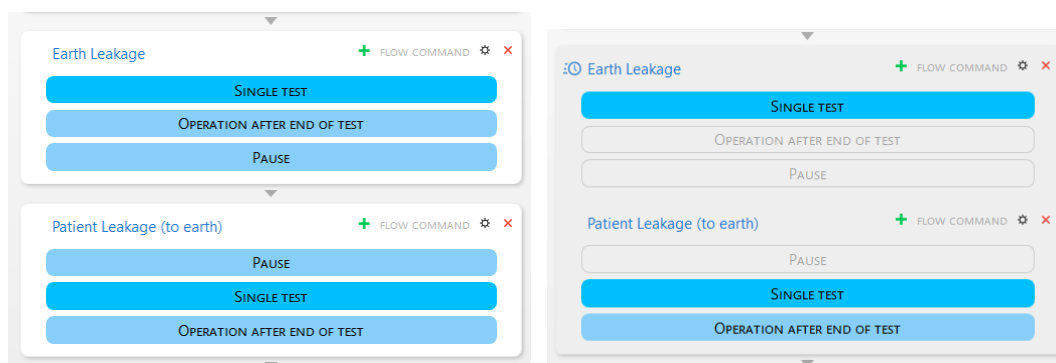 Earth Leakage
FLOW COMMAND
SINGLE TEST
OPERATION AFTER END OF TEST
PAUSE
Patient Leakage (to earth)
FLOW COMMAND
PAUSE
SINGLE TEST
OPERATION AFTER END OF TEST
Earth Leakage
FLOW COMMAND
SINGLE TEST
OPERATION AFTER END OF TEST
PAUSE
Patient Leakage (to earth)
FLOW COMMAND
PAUSE
SINGLE TEST
OPERATION AFTER END OF TEST